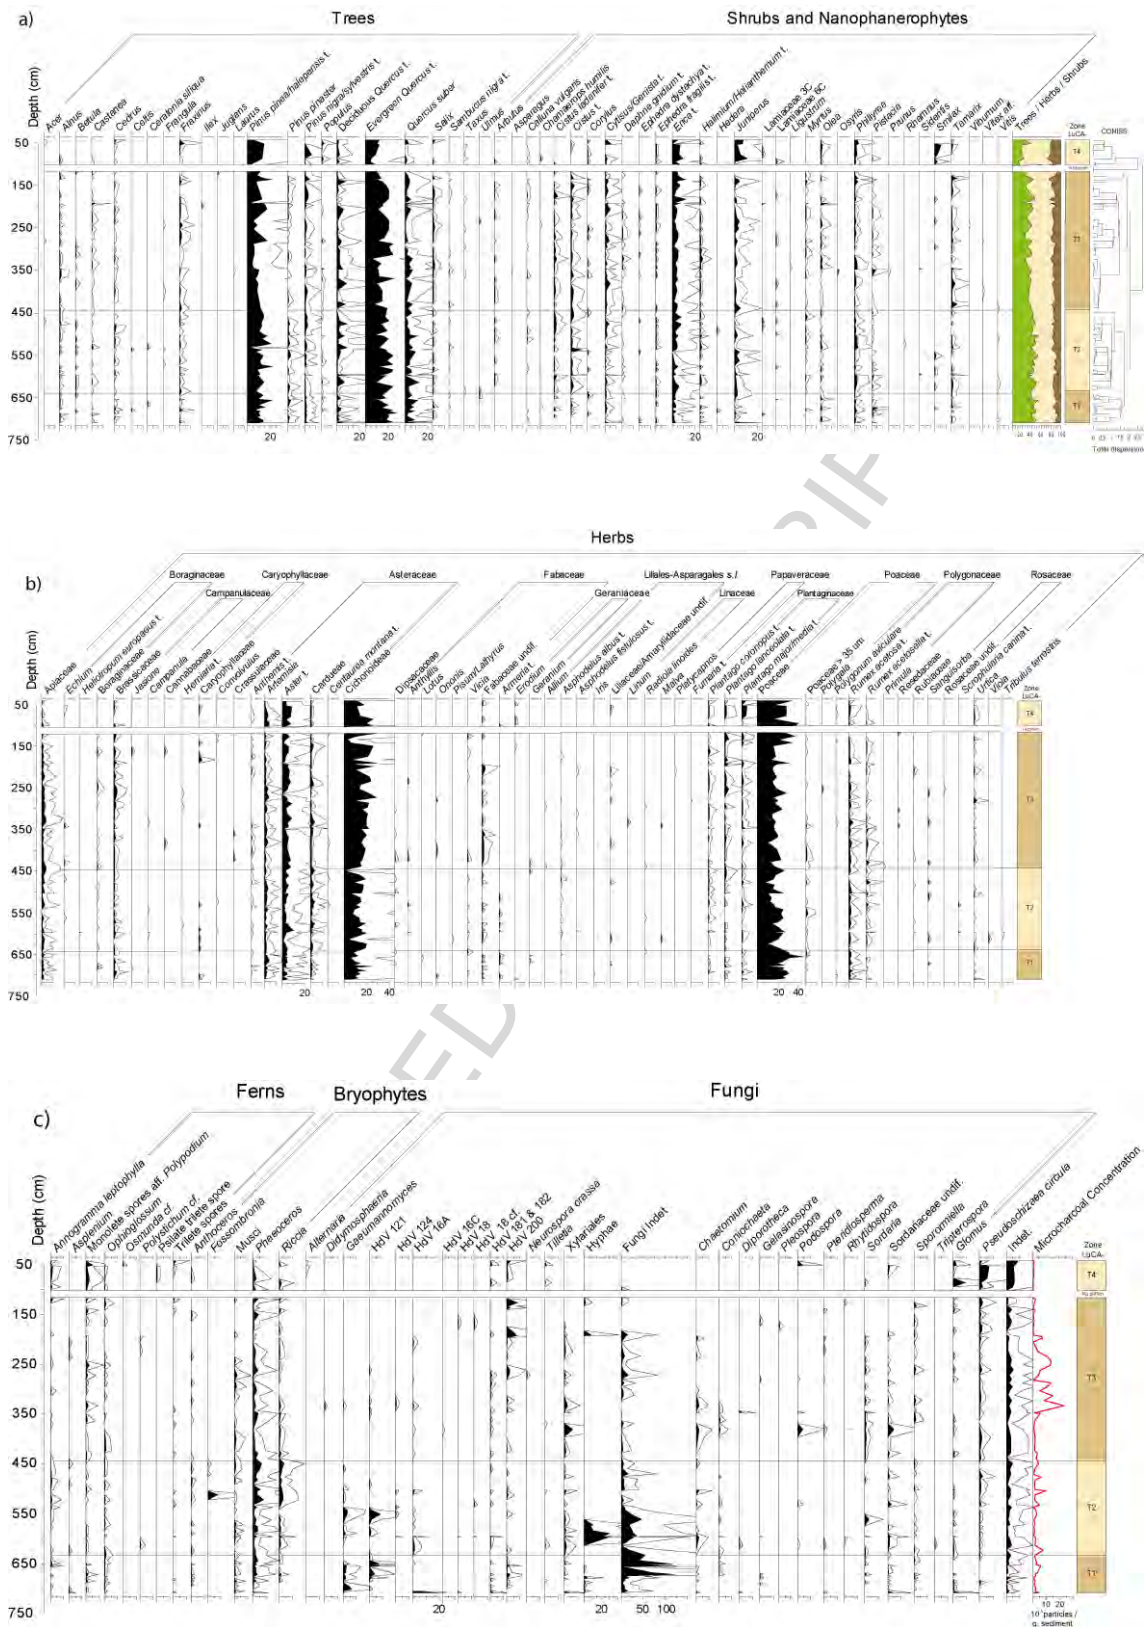 a)
Trees
Shrubs and Nanophanerophytes
Depth (cm)
Acer
Alnus
Betula
Castanea
Cedrus
Celtis
Ceratonia siliqua
Frangula
Fraxinus
Ilex
Juglans
Laurus
Pinus pinea/halepensis t.
Pinus pinaster
Pinus nigra/sylvestris t.
Populus
Deciduous Quercus t.
Evergreen Quercus t.
Quercus suber
Salix
Sambucus nigra t.
Taxus
Ulmus
Arbutus
Asparagus
Calluna vulgaris
Chamaerops humilis
Cistus ladanifer t.
Cistus t.
Corylus
Cytisus/Genista t.
Daphne gnidium t.
Ephedra dystachya t.
Ephedra fragilis t.
Erica t.
Halimium/Helianthemum t.
Hedera
Juniperus
Lamiaceae 3C
Lamiaceae 6C
Ligustrum
Myrtus
Olea
Osyris
Phillyrea
Pistacia
Prunus
Rhamnus
Smilax
Tamarix
Viburnum
Vitex aff.
Vitis
Trees / Herbs / Shrubs
Zone
LuCA-
CONISS
50
150
250
350
450
550
650
750
T4
T3
T2
T1
20
20
20
20
20
Total dispersion
b)
Herbs
Boraginaceae
Caryophyllaceae
Asteraceae
Fabaceae
Liliales-Asparagales s.l
Papaveraceae
Poaceae
Polygonaceae
Rosaceae
Campanulaceae
Geraniaceae
Linaceae
Plantaginaceae
Depth (cm)
Apiaceae
Echium
Heliotropum europaeus t.
Boraginaceae
Brassicaceae
Jasione
Campanula
Cannabaceae
Herniaria t.
Caryophyllaceae
Convolvulus
Crassulaceae
Anthemis t.
Artemisia
Aster t.
Cardueae
Centaurea montana t.
Cichorioideae
Dipsacaceae
Anthyllis
Lotus
Ononis
Pisum/Lathyrus
Vicia
Fabaceae undif.
Armeria t.
Erodium
Geranium
Allium
Asphodelus albus t.
Asphodelus fistulosus t.
Iris
Liliaceae/Amaryllidaceae undif.
Linum
Radiola linoides
Malva
Platycapnos
Fumaria t.
Plantago coronopus t.
Plantago lanceolata t.
Plantago major/media t.
Poaceae
Poaceae > 35 um
Polygala
Polygonum aviculare
Rumex acetosa t.
Rumex acetosella t.
Primulaceae
Resedaceae
Rubiaceae
Sanguisorba
Rosaceae undif.
Scrophularia canina t.
Urtica
Viola
Tribulus terrestris
Zone
LuCA-
50
150
250
350
450
550
650
750
T4
T3
T2
T1
20
20 40
20 40
c)
Ferns
Bryophytes
Fungi
Depth (cm)
Annogramma leptophylla
Asplenium
Monolete spores aff. Polypodium
Ophioglossum
Osmunda cf.
Polystichum cf.
Psilate trilete spore
Trilete spores
Anthoceros
Fossombronia
Musci
Phaeoceros
Riccia
Alternaria
Didymospheria
Gaeumannomyces
HdV 121
HdV 124
HdV 16A
HdV 16C
HdV 18
HdV 18 cf.
HdV 181 & 182
HdV 200
Neurospora crassa
Tilletia
Xylariales
Hyphae
Fungi Indet
Chaetomium
Coniochaeta
Diporotheca
Gelasinospora
Pleospora
Podospora
Pteridiosperma
Rhytidospora
Sordaria
Sordariaceae undif.
Sporormiella
Tripterospora
Glomus
Pseudoschizaea circula
Indet.
Microcharcoal Concentration
Zone
LuCA-
50
150
250
350
450
550
650
750
T4
T3
T2
T1
20
20
50 100
10 20
particles /
g. sediment